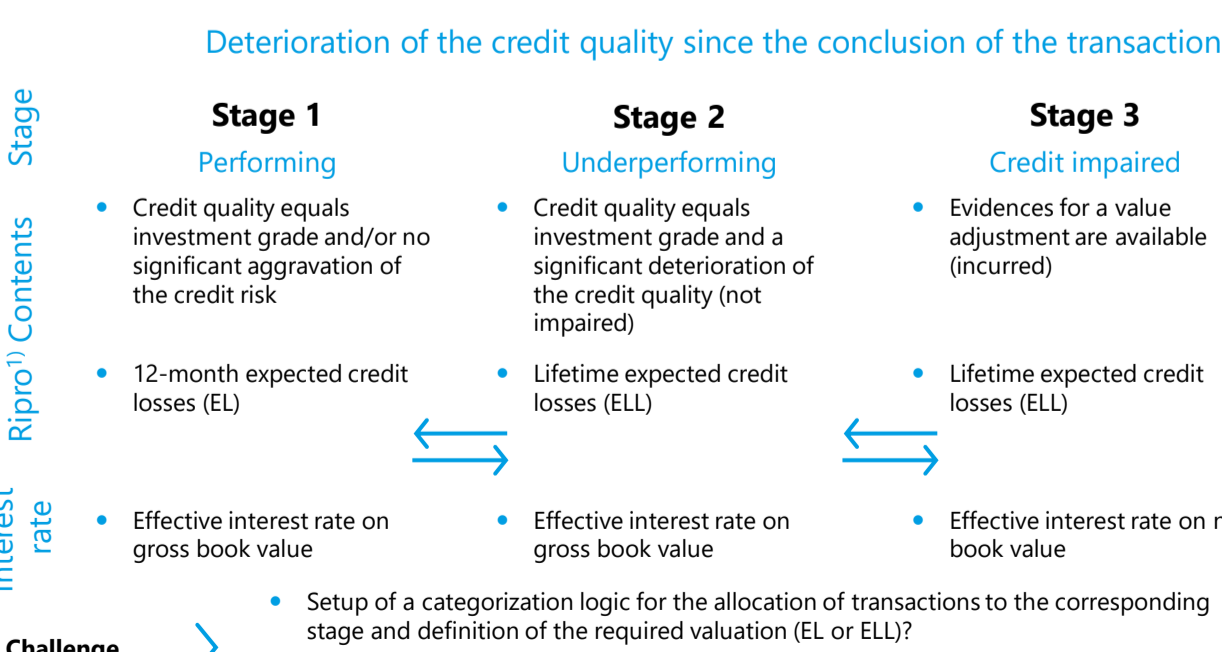 Deterioration of the credit quality since the conclusion of the transaction
Stage
Stage 1
Stage 2
Stage 3
Performing
Underperforming
Credit impaired
Contents
• Credit quality equals
investment grade and/or no
significant aggravation of
the credit risk
• Credit quality equals
investment grade and a
significant deterioration of
the credit quality (not
impaired)
• Evidences for a value
adjustment are available
(incurred)
Ripro1)
• 12-month expected credit
losses (EL)
• Lifetime expected credit
losses (ELL)
• Lifetime expected credit
losses (ELL)
Interest
rate
• Effective interest rate on
gross book value
• Effective interest rate on
gross book value
• Effective interest rate on
book value
Challenge
• Setup of a categorization logic for the allocation of transactions to the corresponding
stage and definition of the required valuation (EL or ELL)?